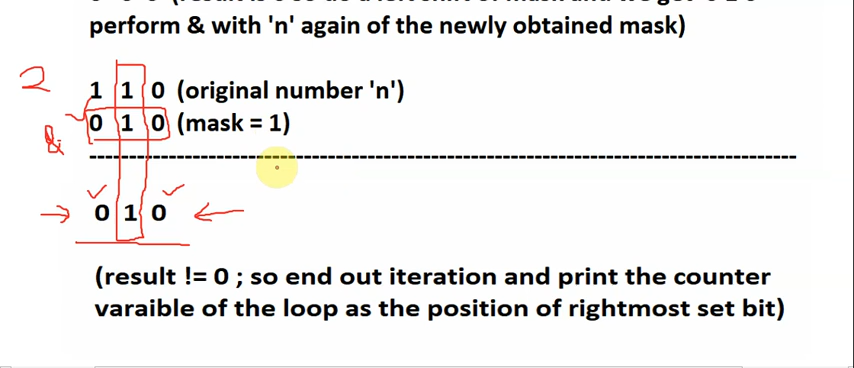 perform & with 'n' again of the newly obtained mask)
2
1 1 0 (original number 'n')
& 0 1 0 (mask = 1)
0 1 0
(result != 0 ; so end out iteration and print the counter
varaible of the loop as the position of rightmost set bit)